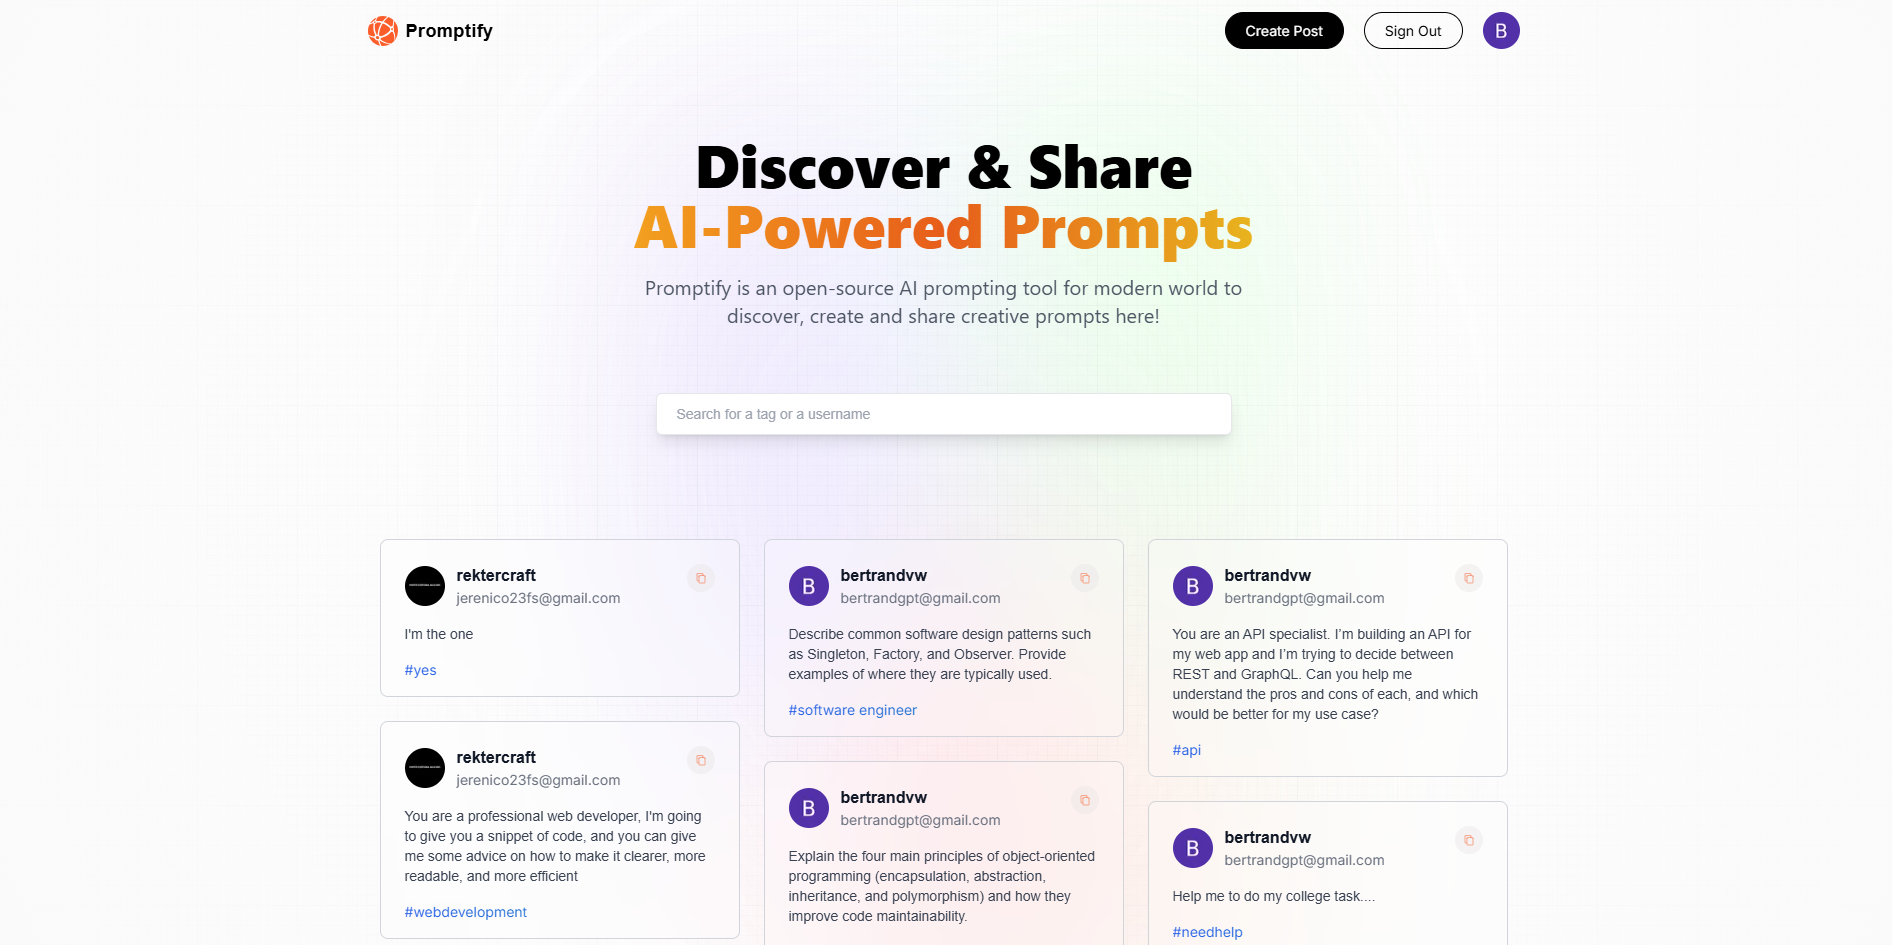 Promptify
Create Post
Sign Out
B
Discover & Share
AI-Powered Prompts
Promptify is an open-source AI prompting tool for modern world to
discover, create and share creative prompts here!
Search for a tag or a username
rektercraft
jerenico23fs@gmail.com
I'm the one
#yes
rektercraft
jerenico23fs@gmail.com
You are a professional web developer, I'm going
to give you a snippet of code, and you can give
me some advice on how to make it clearer, more
readable, and more efficient
#webdevelopment
B
bertrandvw
bertrandgpt@gmail.com
Describe common software design patterns such
as Singleton, Factory, and Observer. Provide
examples of where they are typically used.
#software engineer
B
bertrandvw
bertrandgpt@gmail.com
Explain the four main principles of object-oriented
programming (encapsulation, abstraction,
inheritance, and polymorphism) and how they
improve code maintainability.
B
bertrandvw
bertrandgpt@gmail.com
You are an API specialist. I’m building an API for
my web app and I’m trying to decide between
REST and GraphQL. Can you help me
understand the pros and cons of each, and which
would be better for my use case?
#api
B
bertrandvw
bertrandgpt@gmail.com
Help me to do my college task....
#needhelp